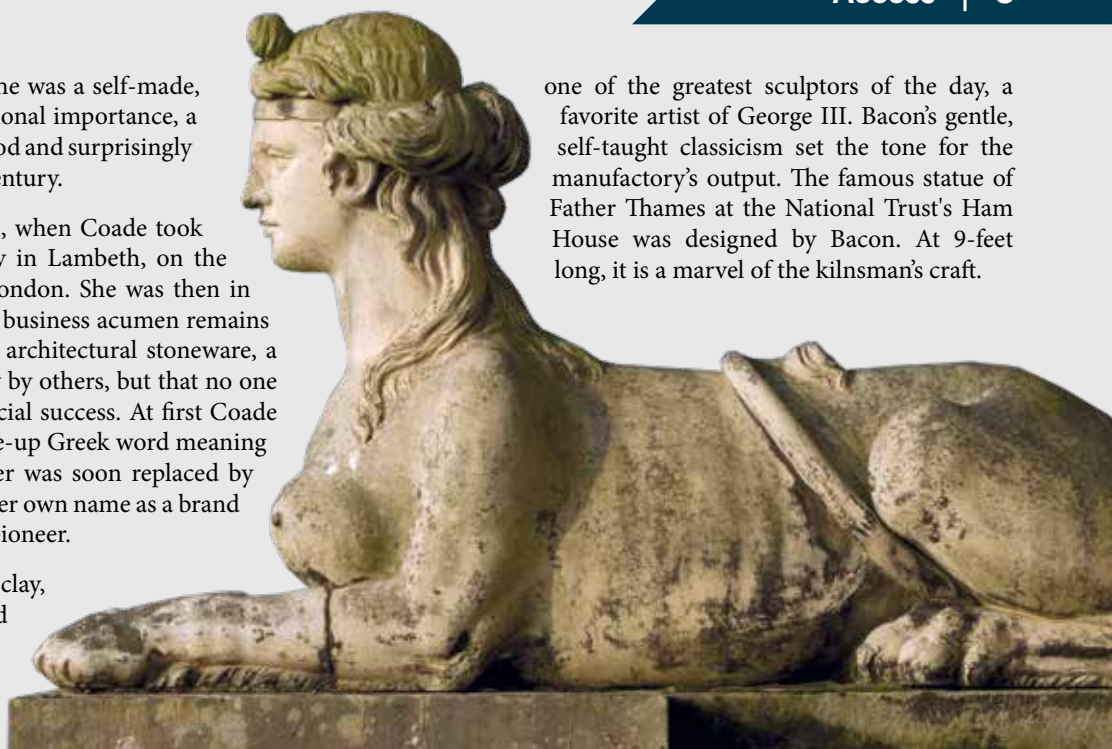 he was a self-made,
ional importance, a
od and surprisingly
entury.
, when Coade took
y in Lambeth, on the
ondon. She was then in
business acumen remains
architectural stoneware, a
by others, but that no one
cial success. At first Coade
e-up Greek word meaning
er was soon replaced by
er own name as a brand
ioneer.
clay,
d
one of the greatest sculptors of the day, a
favorite artist of George III. Bacon’s gentle,
self-taught classicism set the tone for the
manufactory’s output. The famous statue of
Father Thames at the National Trust's Ham
House was designed by Bacon. At 9-feet
long, it is a marvel of the kilnsman’s craft.